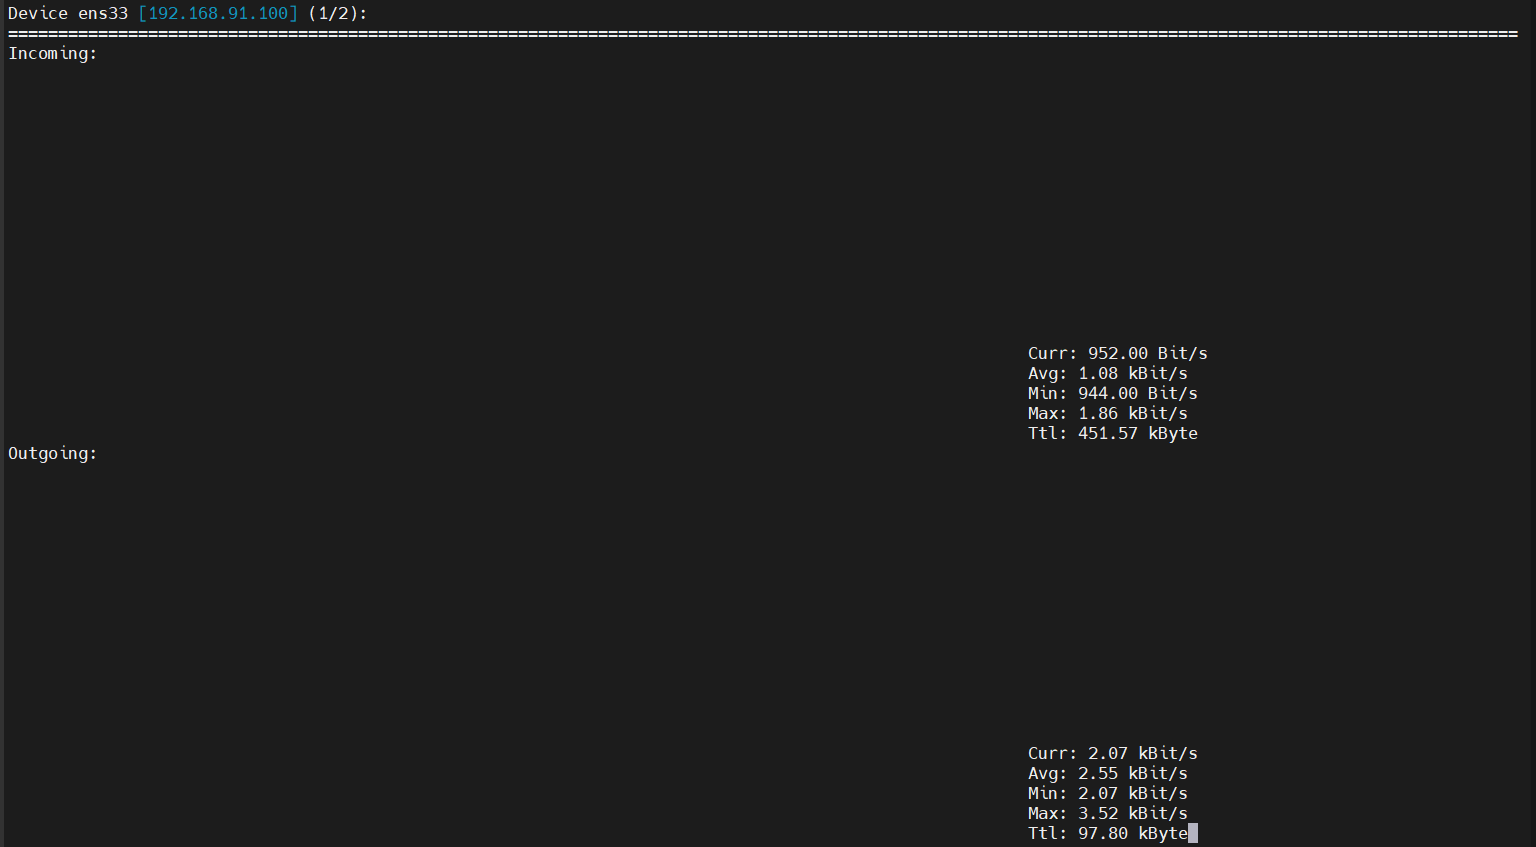 Device ens33 [192.168.91.100] (1/2):
=======================================================================================================================================================
Incoming:
Curr: 952.00 Bit/s
Avg: 1.08 kBit/s
Min: 944.00 Bit/s
Max: 1.86 kBit/s
Ttl: 451.57 kByte
Outgoing:
Curr: 2.07 kBit/s
Avg: 2.55 kBit/s
Min: 2.07 kBit/s
Max: 3.52 kBit/s
Ttl: 97.80 kByte